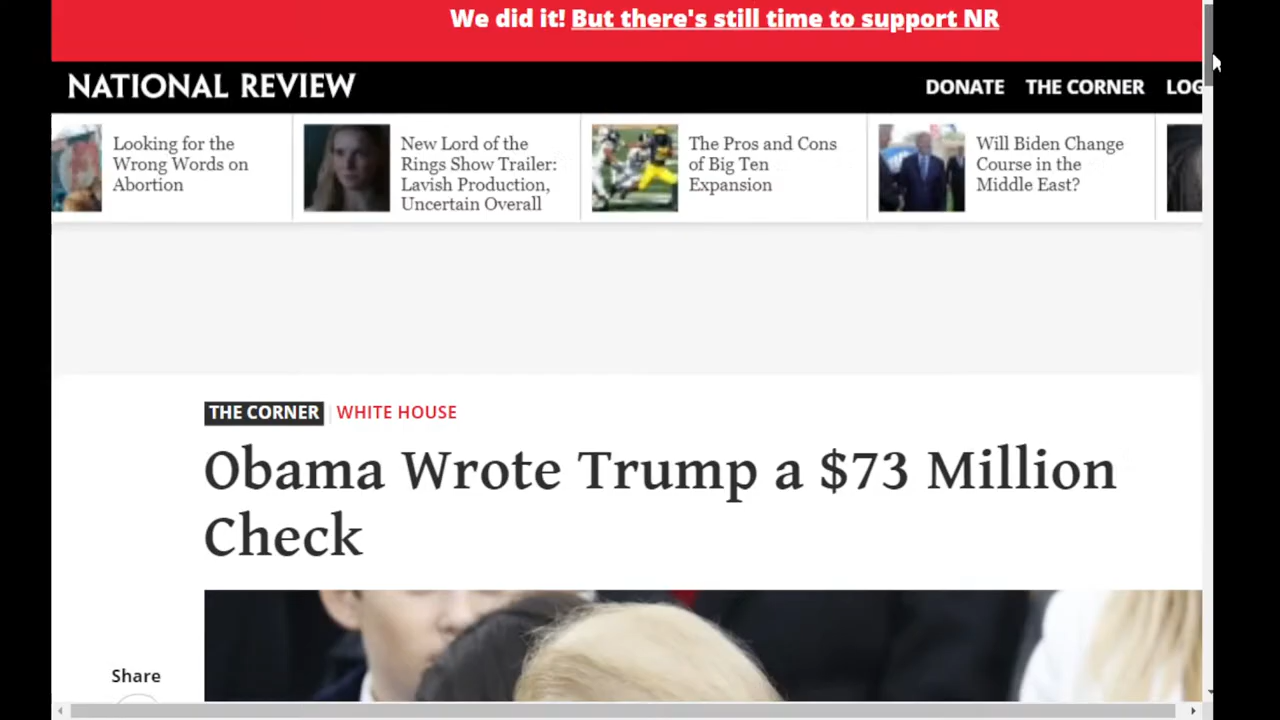 We did it! But there's still time to support NR
NATIONAL REVIEW
DONATE THE CORNER LOG
Looking for the
Wrong Words on
Abortion
New Lord of the
Rings Show Trailer:
Lavish Production,
Uncertain Overall
The Pros and Cons
of Big Ten
Expansion
Will Biden Change
Course in the
Middle East?
THE CORNER WHITE HOUSE
Obama Wrote Trump a $73 Million
Check
Share